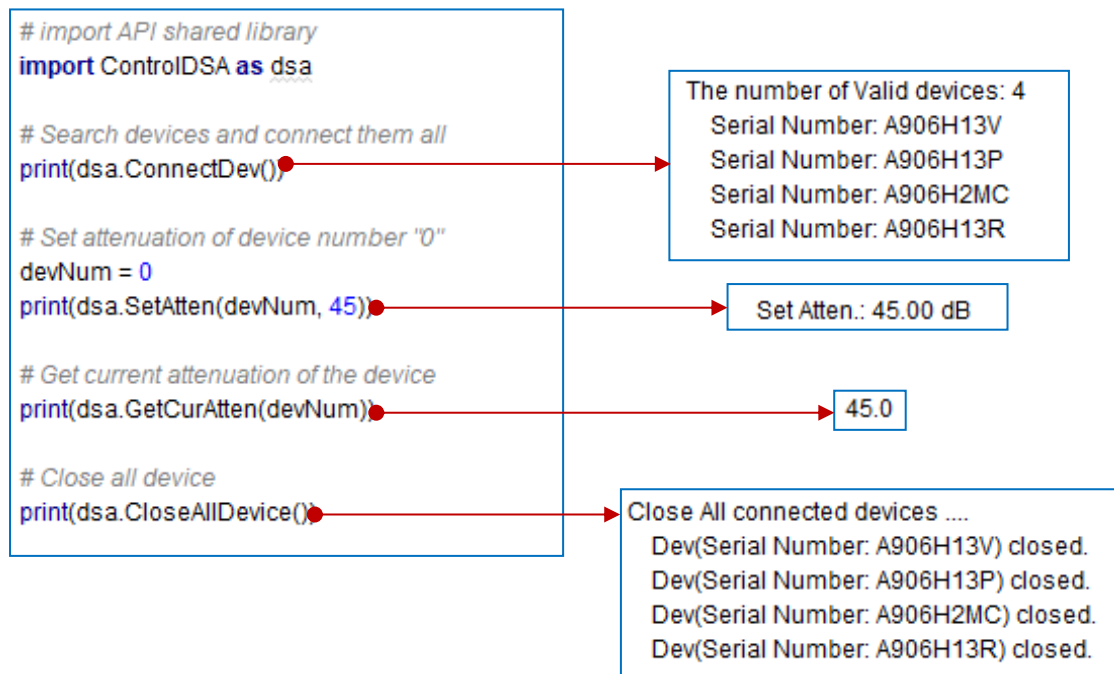 # import API shared library
import ControlDSA as dsa
# Search devices and connect them all
print(dsa.ConnectDev())
The number of Valid devices: 4
Serial Number: A906H13V
Serial Number: A906H13P
Serial Number: A906H2MC
Serial Number: A906H13R
# Set attenuation of device number "0"
devNum = 0
print(dsa.SetAtten(devNum, 45))
Set Atten.: 45.00 dB
# Get current attenuation of the device
print(dsa.GetCurAtten(devNum))
45.0
# Close all device
print(dsa.CloseAllDevice())
Close All connected devices ....
Dev(Serial Number: A906H13V) closed.
Dev(Serial Number: A906H13P) closed.
Dev(Serial Number: A906H2MC) closed.
Dev(Serial Number: A906H13R) closed.